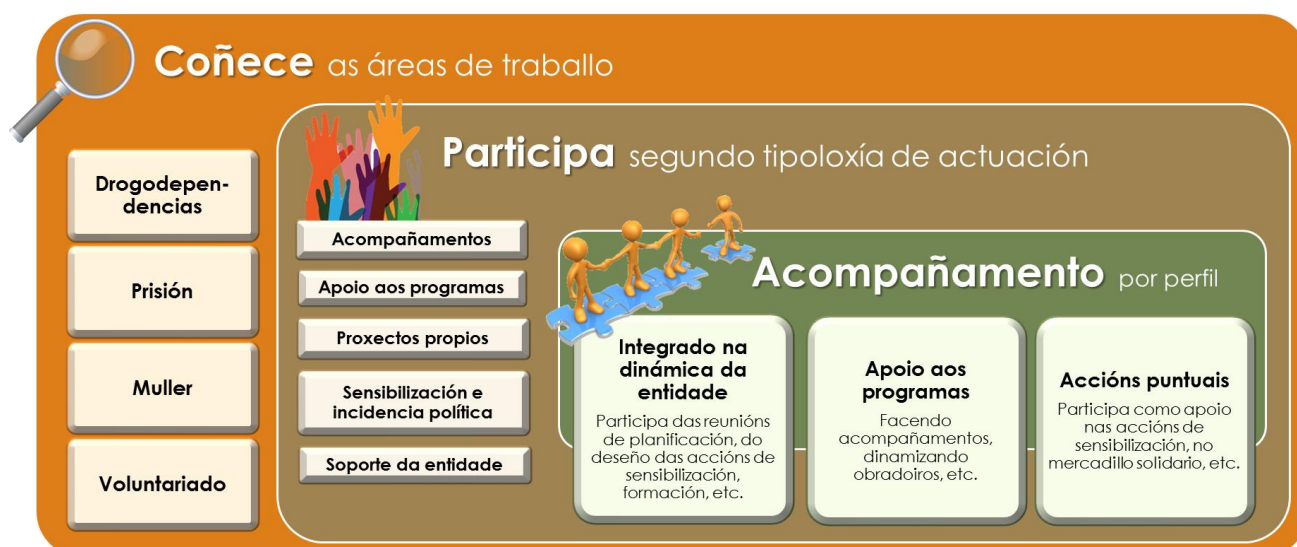 Coñece as áreas de traballo
Drogodepen-
dencias
Prisión
Muller
Voluntariado
Participa segundo tipoloxía de actuación
Acompañamentos
Apoio aos programas
Proxectos propios
Sensibilización e
incidencia política
Soporte da entidade
Acompañamento por perfil
Integrado na
dinámica da
entidade
Participa das reunións
de planificación, do
deseño das accións de
sensibilización,
formación, etc.
Apoio aos
programas
Facendo
acompañamentos,
dinamizando
obradoiros, etc.
Accións puntuais
Participa como apoio
nas accións de
sensibilización, no
mercadillo solidario, etc.